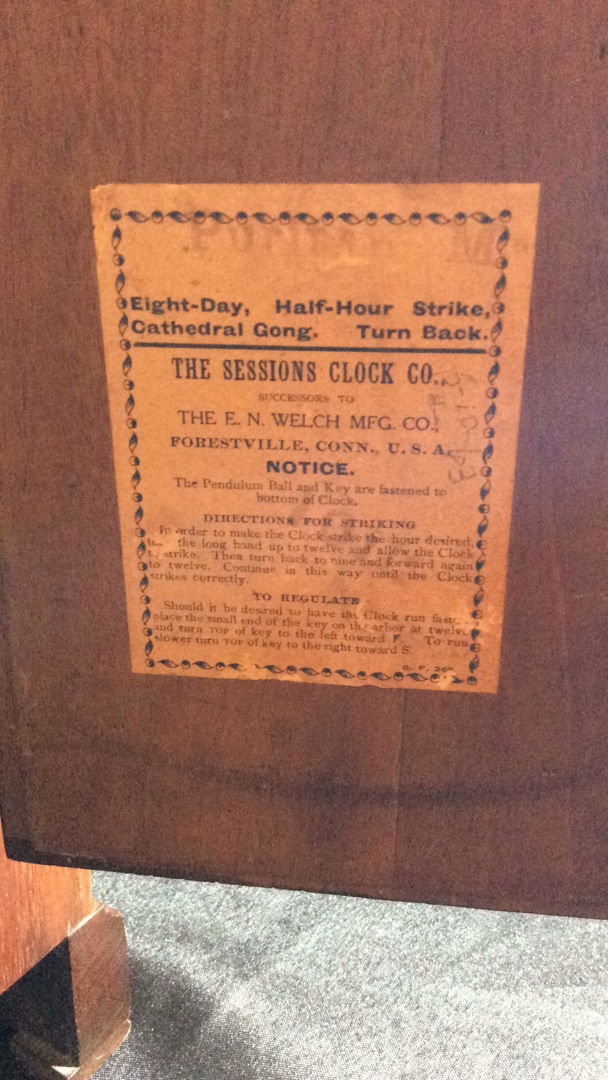 Eight-Day, Half-Hour Strike,
Cathedral Gong. Turn Back.
THE SESSIONS CLOCK CO.,
SUCCESSORS TO
THE E. N. WELCH MFG. CO.,
FORESTVILLE, CONN., U. S. A.
NOTICE.
The Pendulum Ball and Key are fastened to
bottom of Clock.
DIRECTIONS FOR STRIKING
In order to make the Clock strike the hour desired,
the long hand up to twelve and allow the Clock
strike. Then turn back to nine and forward again
to twelve. Continue in this way until the Clock
strikes correctly.
TO REGULATE
Should it be desired to have the Clock run
place the small end of the key on the arbor at twelve
and turn TOP of key to the left toward F. To run
slower turn TOP of key to the right toward S.